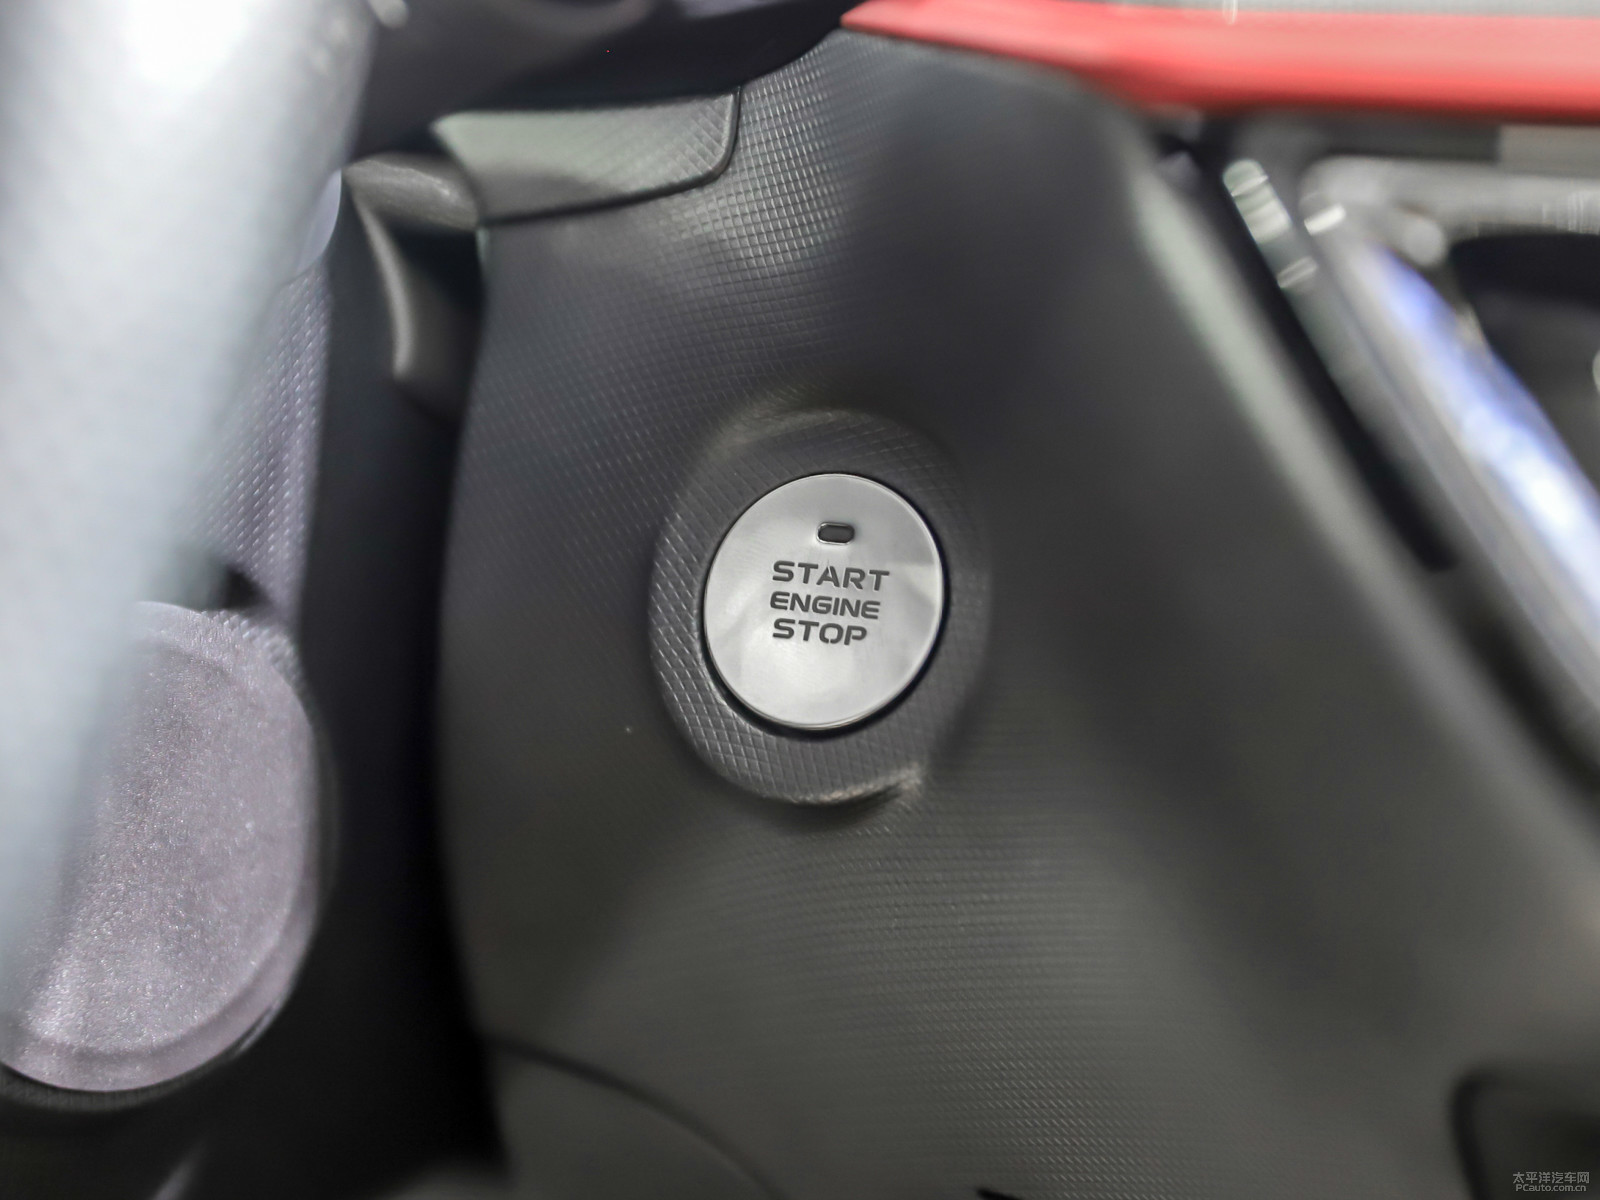 START
ENGINE
STOP
太平洋汽车网
PCauto.com.cn